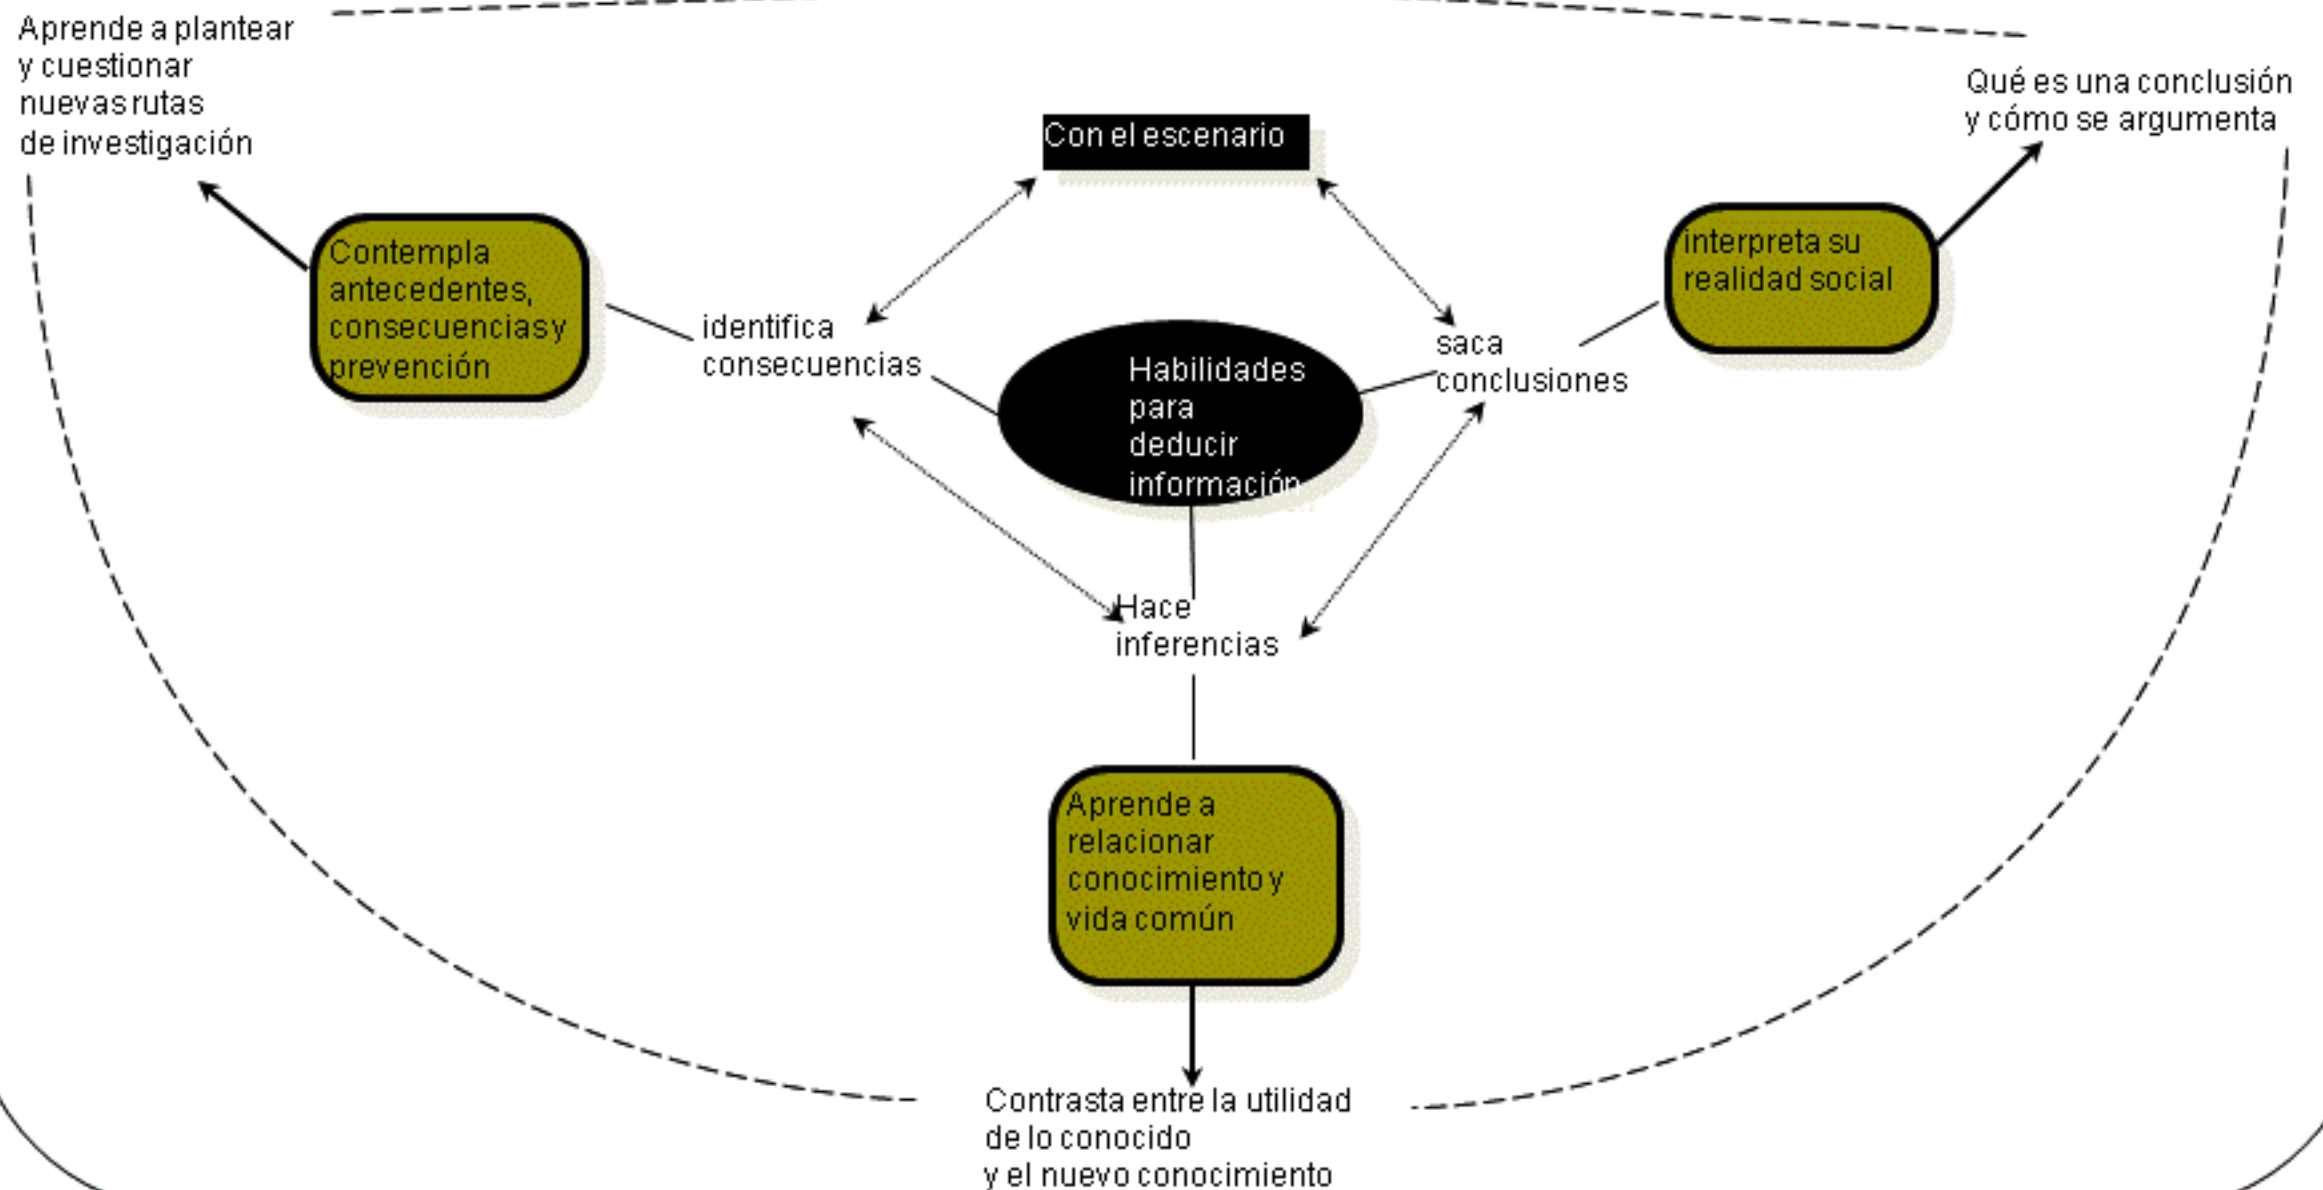 Aprende a plantear
y cuestionar
nuevas rutas
de investigación
Qué es una conclusión
y cómo se argumenta
Con el escenario
Contempla
antecedentes,
consecuencias y
prevención
interpreta su
realidad social
identifica
consecuencias
saca
conclusiones
Habilidades
para
deducir
información
Hace
inferencias
Aprende a
relacionar
conocimiento y
vida común
Contrasta entre la utilidad
de lo conocido
y el nuevo conocimiento